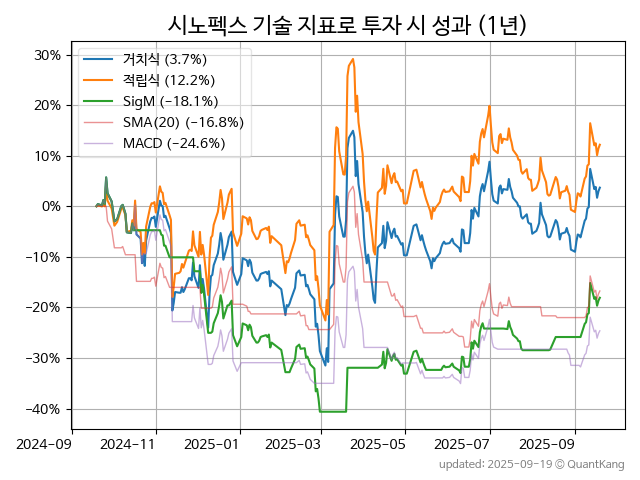 시노펙스 기술 지표로 투자 시 성과 (1년)
거치식 (3.7%)
적립식 (12.2%)
SigM (−18.1%)
SMA(20) (−16.8%)
MACD (−24.6%)
30%
20%
10%
0%
−10%
−20%
−30%
−40%
2024-09 2024-11 2025-01 2025-03 2025-05 2025-07 2025-09
updated: 2025-09-19 © QuantKang